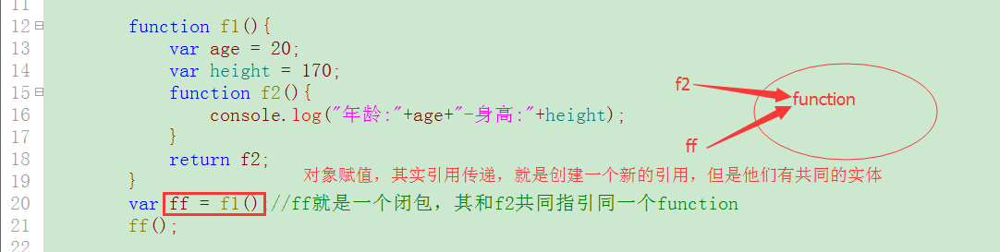 11
12 function f1(){
13 var age = 20;
14 var height = 170;
15 function f2(){
16 console.log("年龄:"+age+"-身高:"+height);
17 }
18 return f2;
19 }
20 var ff = f1();//ff就是一个闭包，其和f2共同指引同一个function
21 ff();
22
对象赋值，其实引用传递，就是创建一个新的引用，但是他们有共同的实体
f2
function
ff